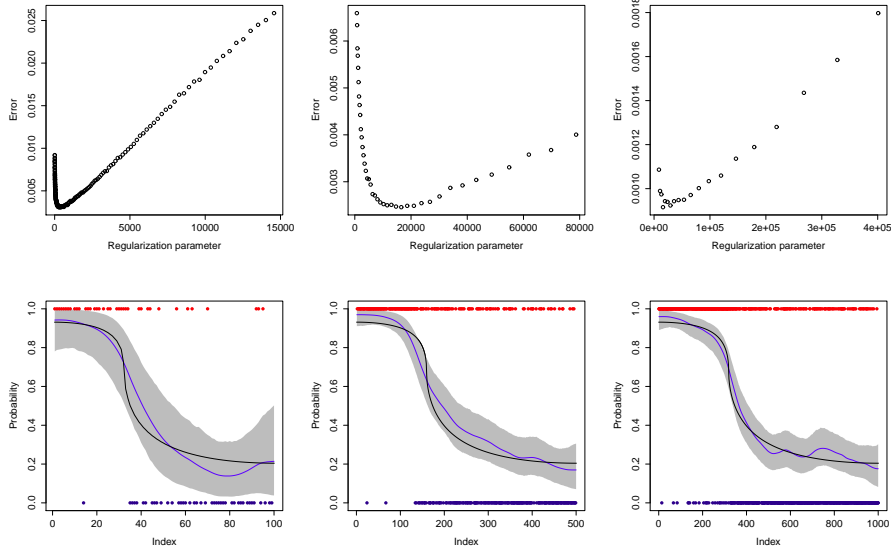 0.005 0.010 0.015 0.020 0.025
Error
0 5000 10000 15000
Regularization parameter
0.003 0.004 0.005 0.006
Error
0 20000 40000 60000 80000
Regularization parameter
0.0010 0.0012 0.0014 0.0016 0.0018
Error
0e+00 1e+05 2e+05 3e+05 4e+05
Regularization parameter
0.0 0.2 0.4 0.6 0.8 1.0
Probability
0 20 40 60 80 100
Index
0.0 0.2 0.4 0.6 0.8 1.0
Probability
0 100 200 300 400 500
Index
0.0 0.2 0.4 0.6 0.8 1.0
Probability
0 200 400 600 800 1000
Index